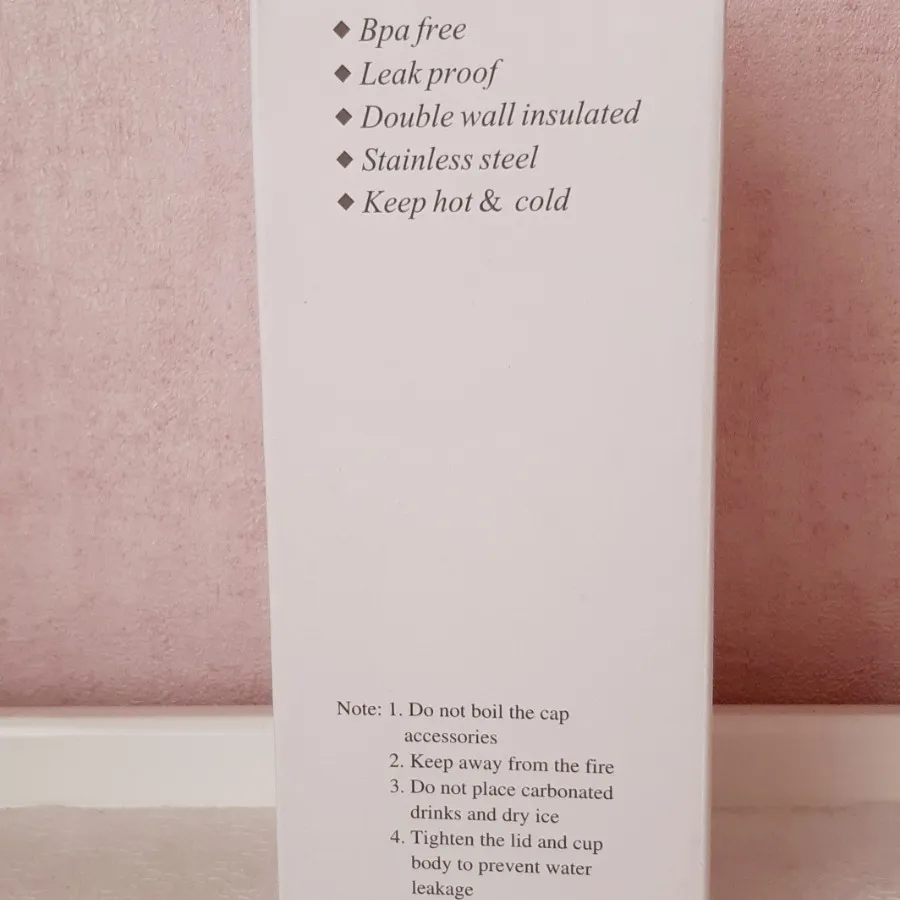 ◆ Bpa free
◆ Leak proof
◆ Double wall insulated
◆ Stainless steel
◆ Keep hot & cold
Note: 1. Do not boil the cap
accessories
2. Keep away from the fire
3. Do not place carbonated
drinks and dry ice
4. Tighten the lid and cup
body to prevent water
leakage